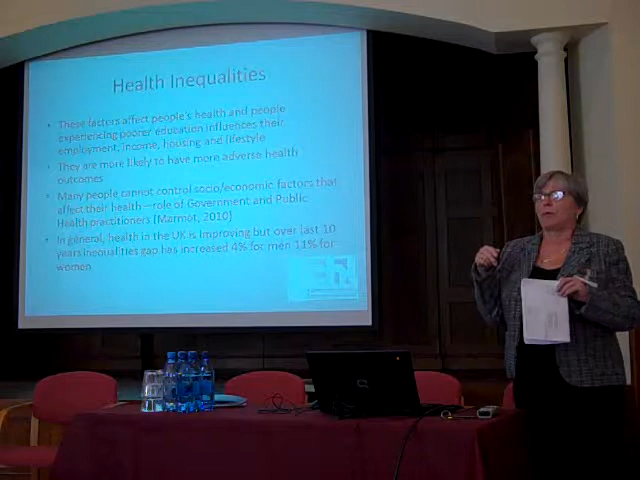 Health Inequalities
• These factors affect people's health and people
experiencing poorer education influences their
employment, income, housing and lifestyle
• They are more likely to have more adverse health
outcomes
• Many people cannot control socio/economic factors that
affect their health – role of Government and Public
Health practitioners (Marmot, 2010)
• In general, health in the UK is improving but over last 10
years inequalities gap has increased 4% for men 11% for
women